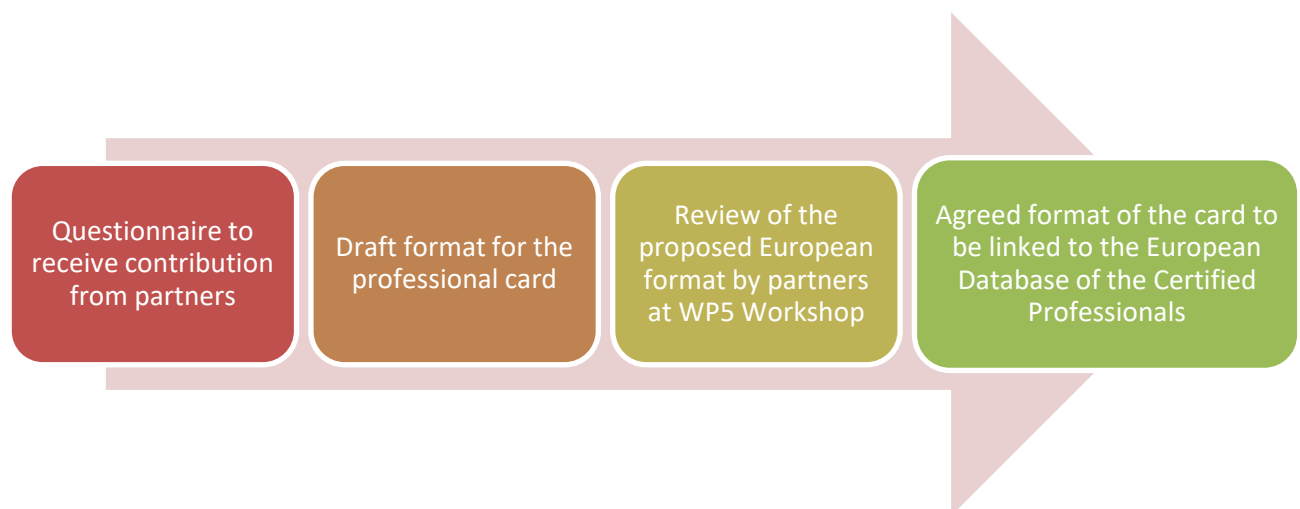 Questionnaire to
receive contribution
from partners
Draft format for the
professional card
Review of the
proposed European
format by partners
at WP5 Workshop
Agreed format of the card to
be linked to the European
Database of the Certified
Professionals